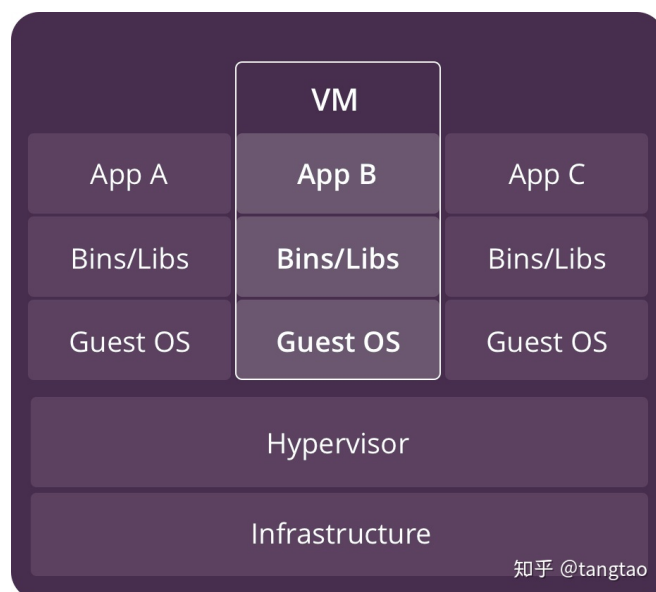 VM
App A App B App C
Bins/Libs Bins/Libs Bins/Libs
Guest OS Guest OS Guest OS
Hypervisor
Infrastructure
知乎 @tangtao